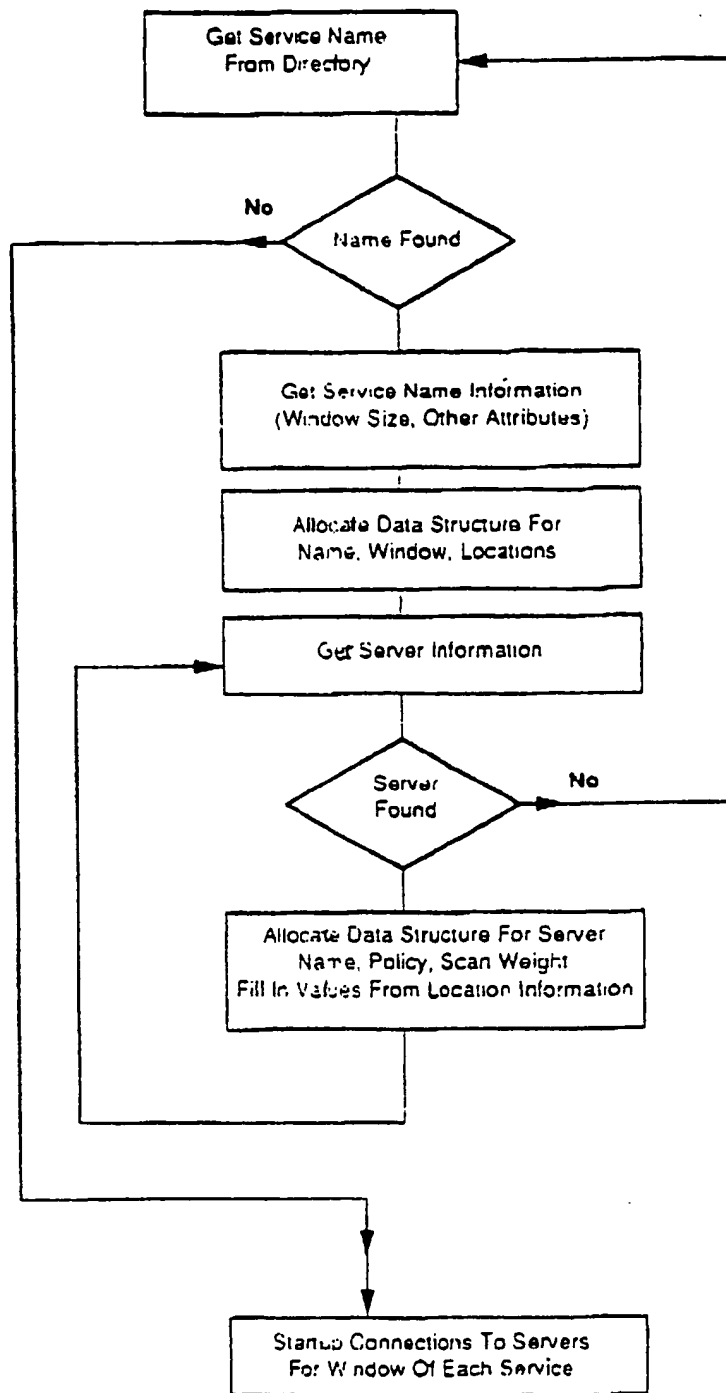 Get Service Name
From Directory
No
Name Found
Get Service Name Information
(Window Size, Other Attributes)
Allocate Data Structure For
Name, Window, Locations
Get Server Information
Server
Found
No
Allocate Data Structure For Server
Name, Policy, Scan Weight
Fill In Values From Location Information
Startup Connections To Servers
For Window Of Each Service